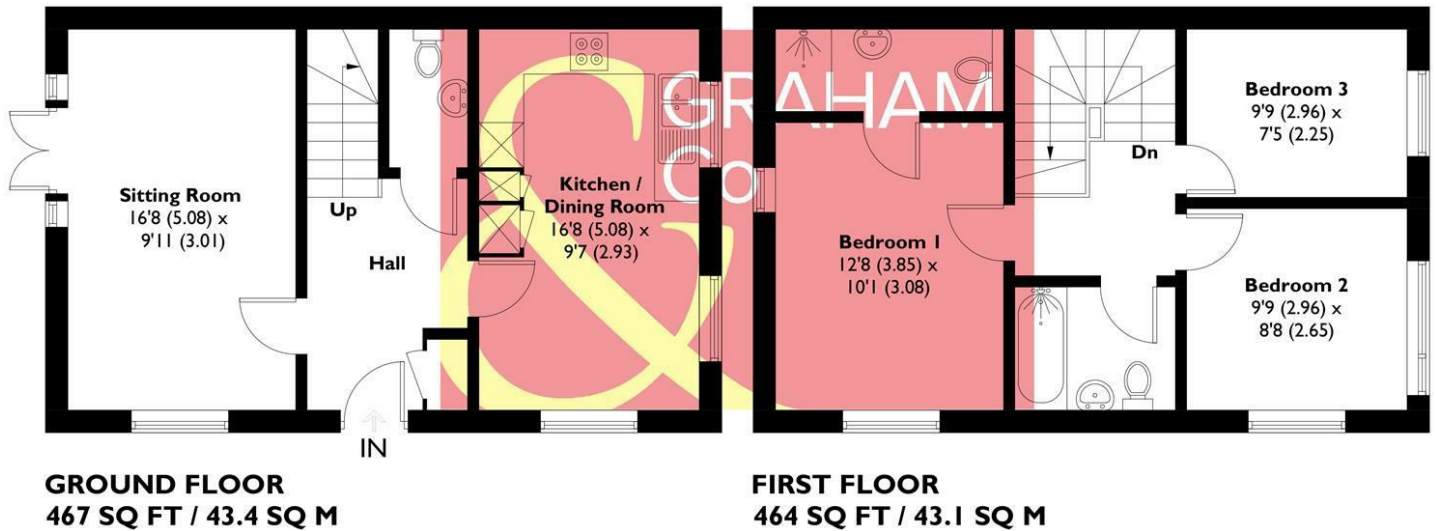 Sitting Room
16'8 (5.08) x
9'11 (3.01)
Up
Hall
IN
Kitchen /
Dining Room
16'8 (5.08) x
9'7 (2.93)
&
GRAHAM
Co
Bedroom 1
12'8 (3.85) x
10'1 (3.08)
Dn
Bedroom 3
9'9 (2.96) x
7'5 (2.25)
Bedroom 2
9'9 (2.96) x
8'8 (2.65)
GROUND FLOOR
467 SQ FT / 43.4 SQ M
FIRST FLOOR
464 SQ FT / 43.1 SQ M